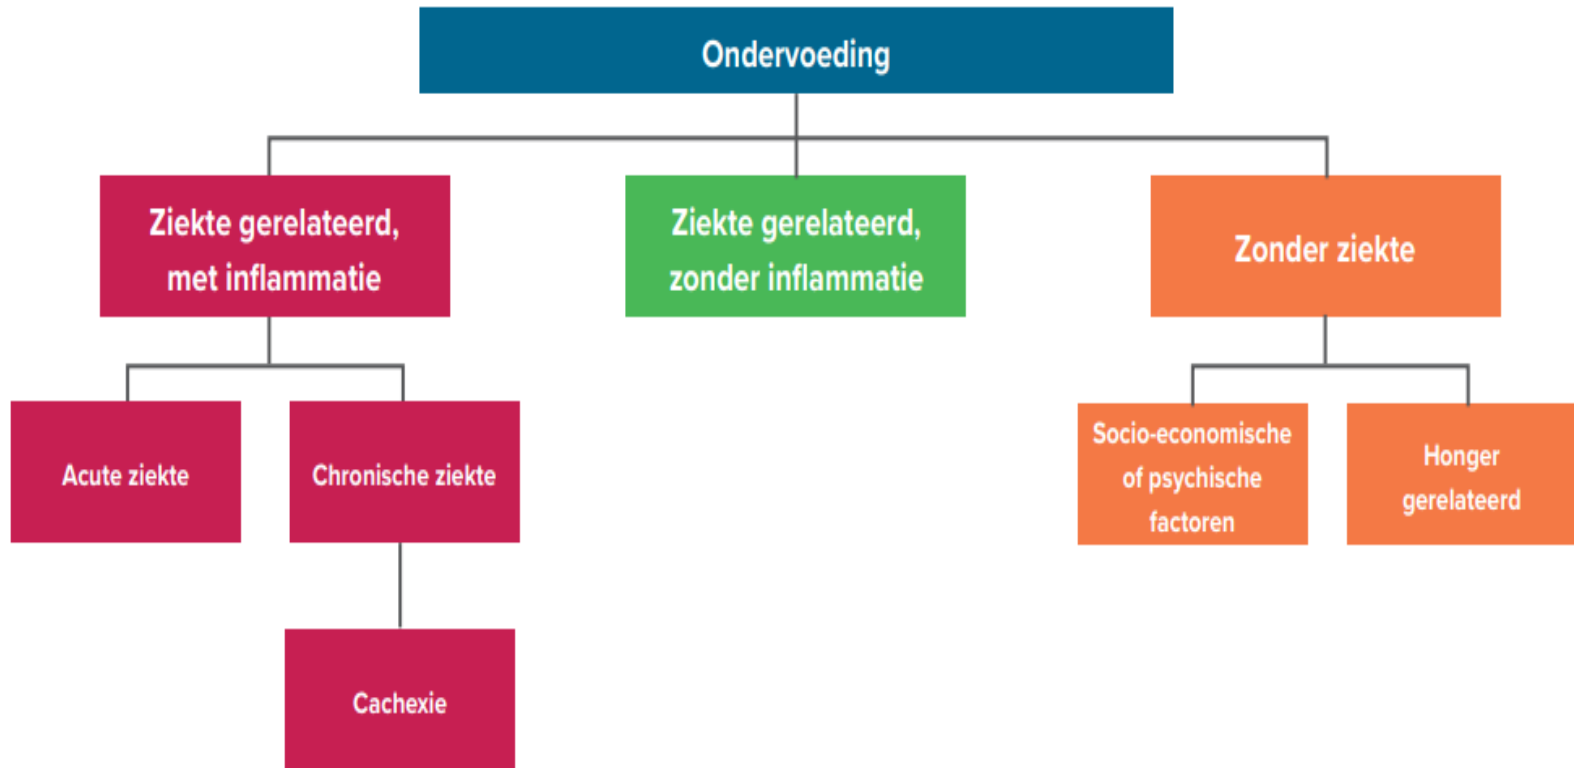 Ondervoeding
Ziekte gerelateerd,
met inflammatie
Ziekte gerelateerd,
zonder inflammatie
Zonder ziekte
Acute ziekte
Chronische ziekte
Socio-economische
of psychische
factoren
Honger
gerelateerd
Cachexie